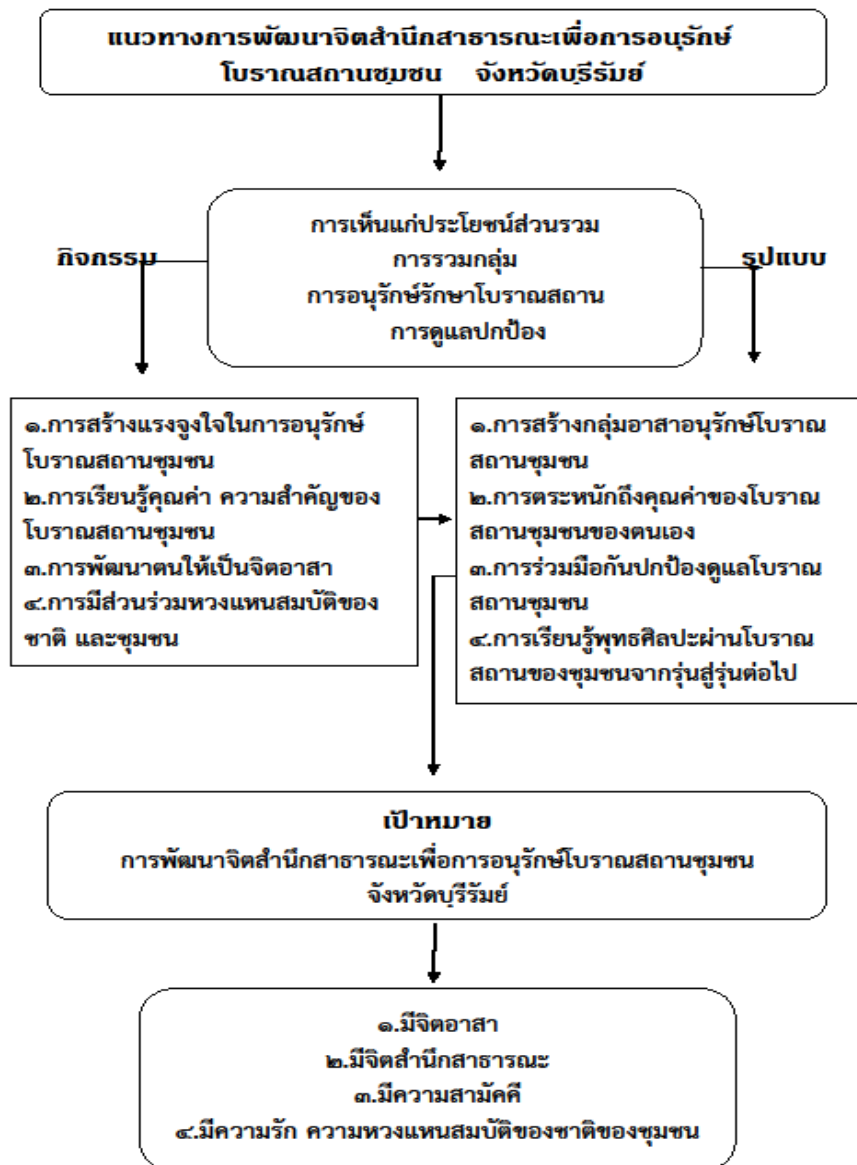 แนวทางการพัฒนาจิตสำนึกสาธารณะเพื่อการอนุรักษ์
โบราณสถานชุมชน จังหวัดบุรีรัมย์
การเห็นแก่ประโยชน์ส่วนรวม
การรวมกลุ่ม
การอนุรักษ์รักษาโบราณสถาน
การดูแลปกป้อง
กิจกรรม
รูปแบบ
๑.การสร้างแรงจูงใจในการอนุรักษ์
โบราณสถานชุมชน
๒.การเรียนรู้คุณค่า ความสำคัญของ
โบราณสถานชุมชน
๓.การพัฒนาตนให้เป็นจิตอาสา
๔.การมีส่วนร่วมหวงแหนสมบัติของ
ชาติ และชุมชน
๑.การสร้างกลุ่มอาสาอนุรักษ์โบราณ
สถานชุมชน
๒.การตระหนักถึงคุณค่าของโบราณ
สถานชุมชนของตนเอง
๓.การร่วมมือกันปกป้องดูแลโบราณ
สถานชุมชน
๔.การเรียนรู้พุทธศิลปะผ่านโบราณ
สถานของชุมชนจากรุ่นสู่รุ่นต่อไป
เป้าหมาย
การพัฒนาจิตสำนึกสาธารณะเพื่อการอนุรักษ์โบราณสถานชุมชน
จังหวัดบุรีรัมย์
๑.มีจิตอาสา
๒.มีจิตสำนึกสาธารณะ
๓.มีความสามัคคี
๔.มีความรัก ความหวงแหนสมบัติของชาติของชุมชน